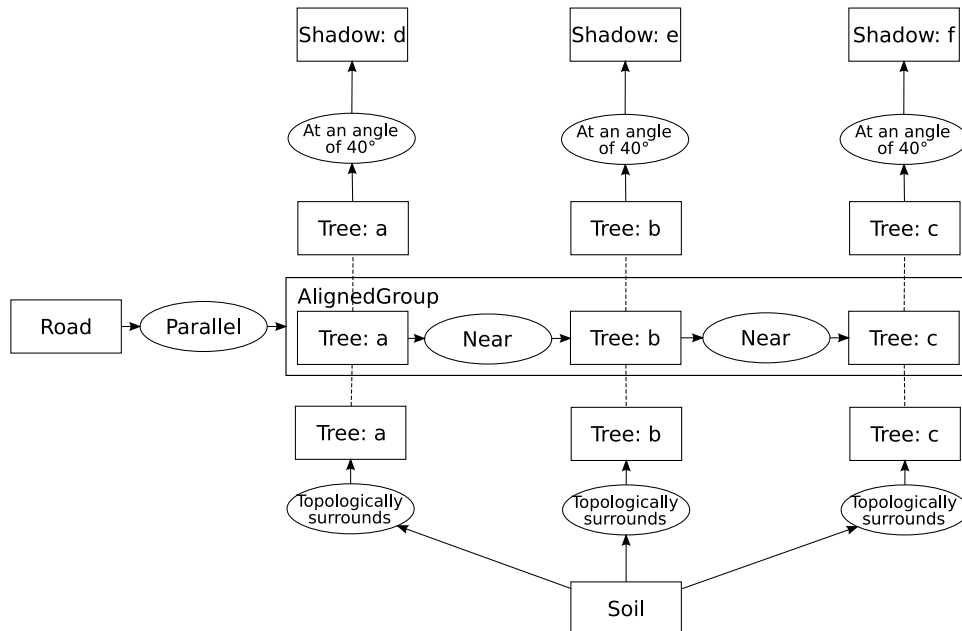 Shadow: d
Shadow: e
Shadow: f
At an angle
of 40°
At an angle
of 40°
At an angle
of 40°
Tree: a
Tree: b
Tree: c
AlignedGroup
Road
Parallel
Tree: a
Near
Tree: b
Near
Tree: c
Tree: a
Tree: b
Tree: c
Topologically
surrounds
Topologically
surrounds
Topologically
surrounds
Soil